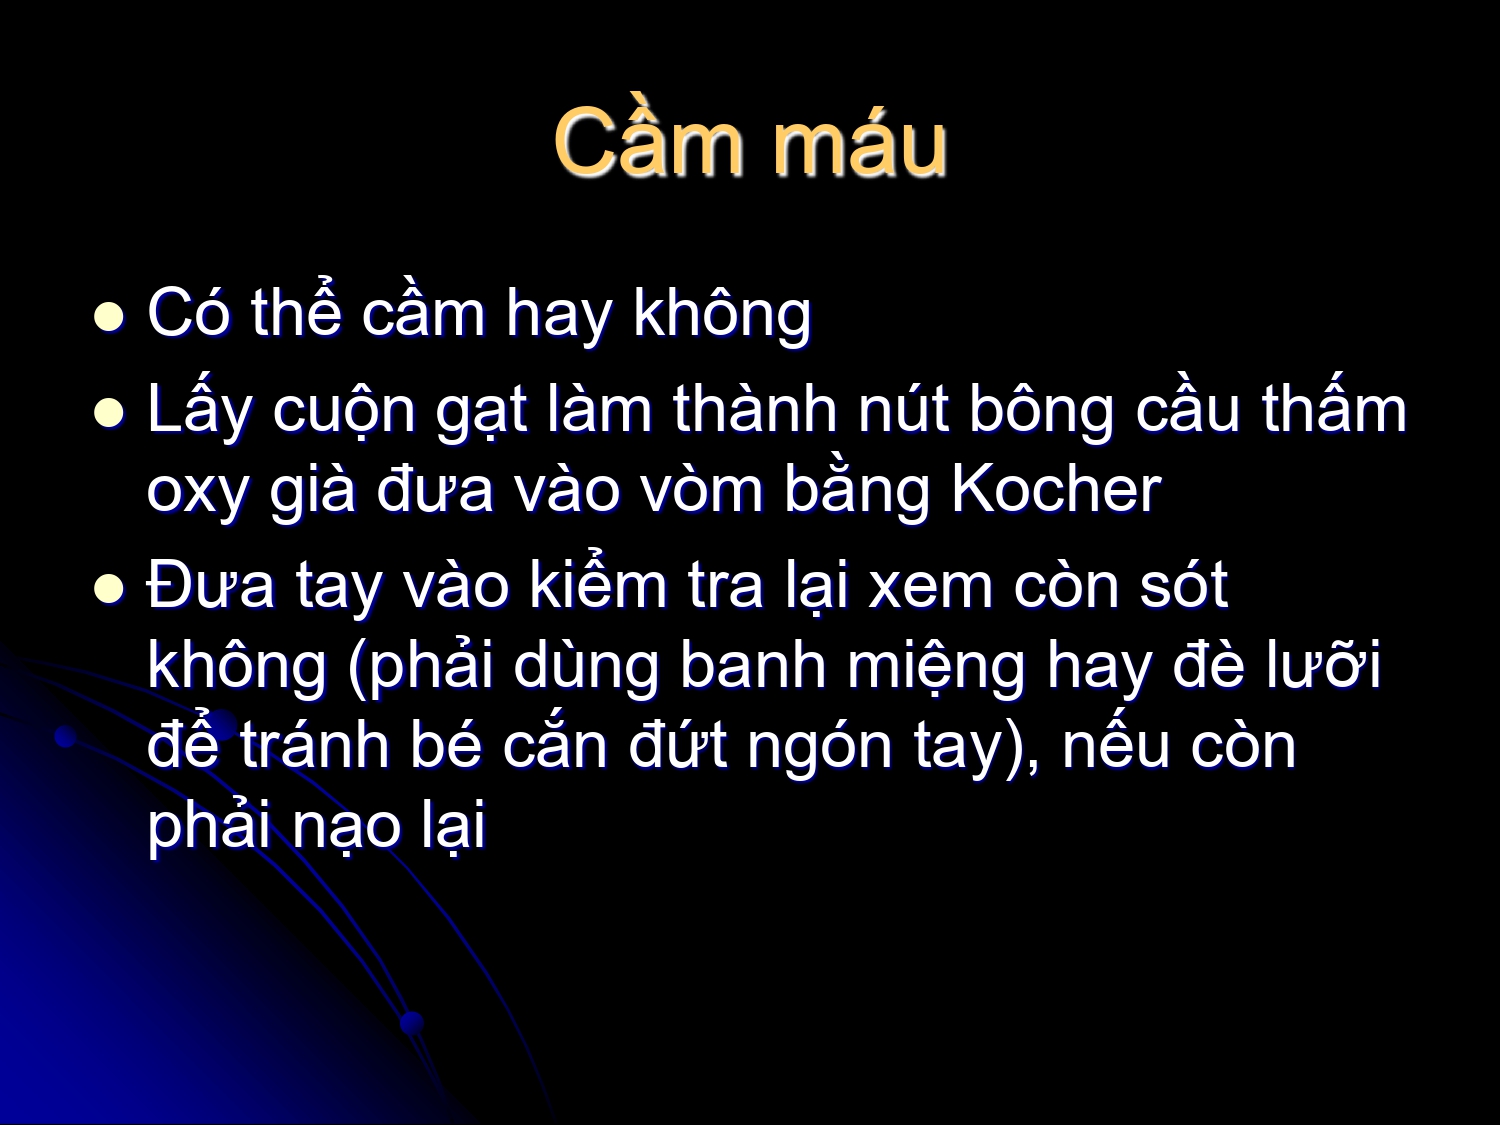 Cầm máu
Có thể cầm hay không
Lấy cuộn gạt làm thành nút bông cầu thấm
oxy già đưa vào vòm bằng Kocher
Đưa tay vào kiểm tra lại xem còn sót
không (phải dùng banh miệng hay đè lưỡi
để tránh bé cắn đứt ngón tay), nếu còn
phải nạo lại